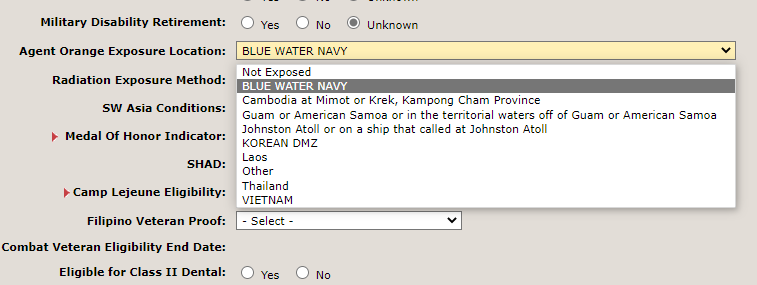 Yes No Unknown
Military Disability Retirement: Yes No Unknown
Agent Orange Exposure Location: BLUE WATER NAVY
Radiation Exposure Method:
Not Exposed
BLUE WATER NAVY
Cambodia at Mimot or Krek, Kampong Cham Province
SW Asia Conditions:
Guam or American Samoa or in the territorial waters off of Guam or American Samoa
Johnston Atoll or on a ship that called at Johnston Atoll
Medal Of Honor Indicator:
KOREAN DMZ
Laos
SHAD:
Other
Thailand
Camp Lejeune Eligibility:
VIETNAM
Filipino Veteran Proof: - Select -
Combat Veteran Eligibility End Date:
Eligible for Class II Dental: Yes No